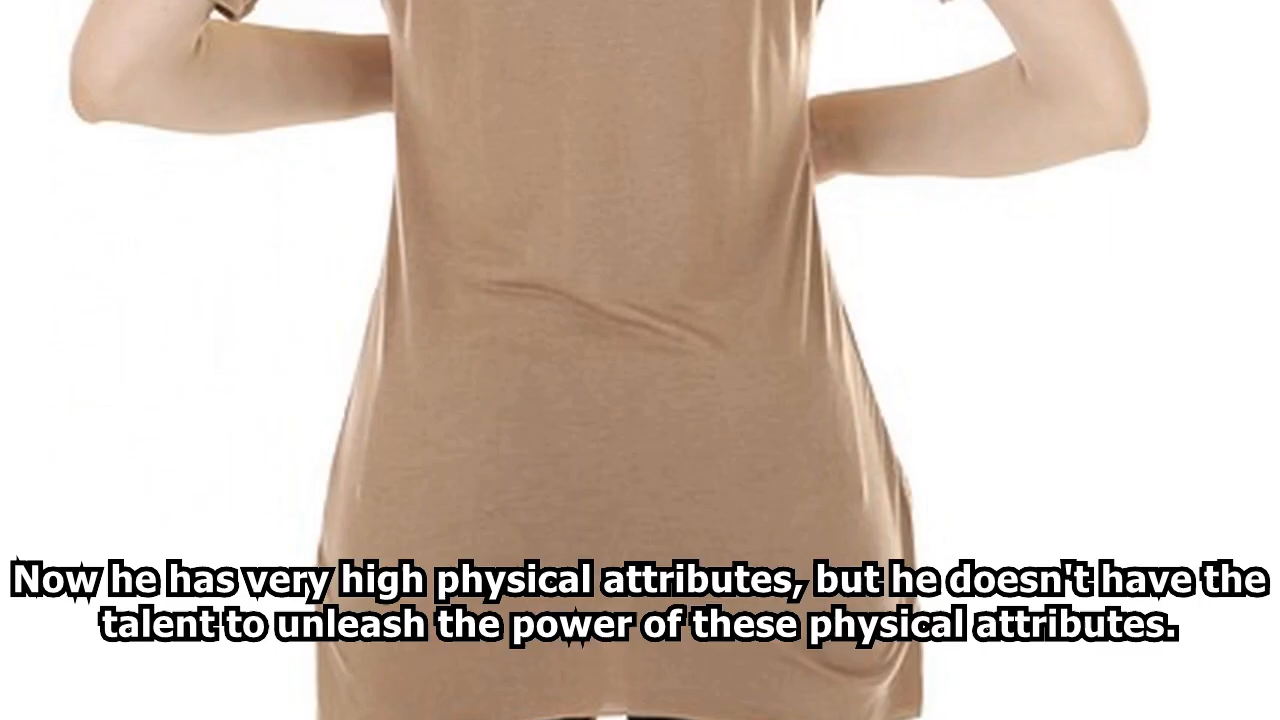 Now he has very high physical attributes, but he doesn't have the
talent to unleash the power of these physical attributes.